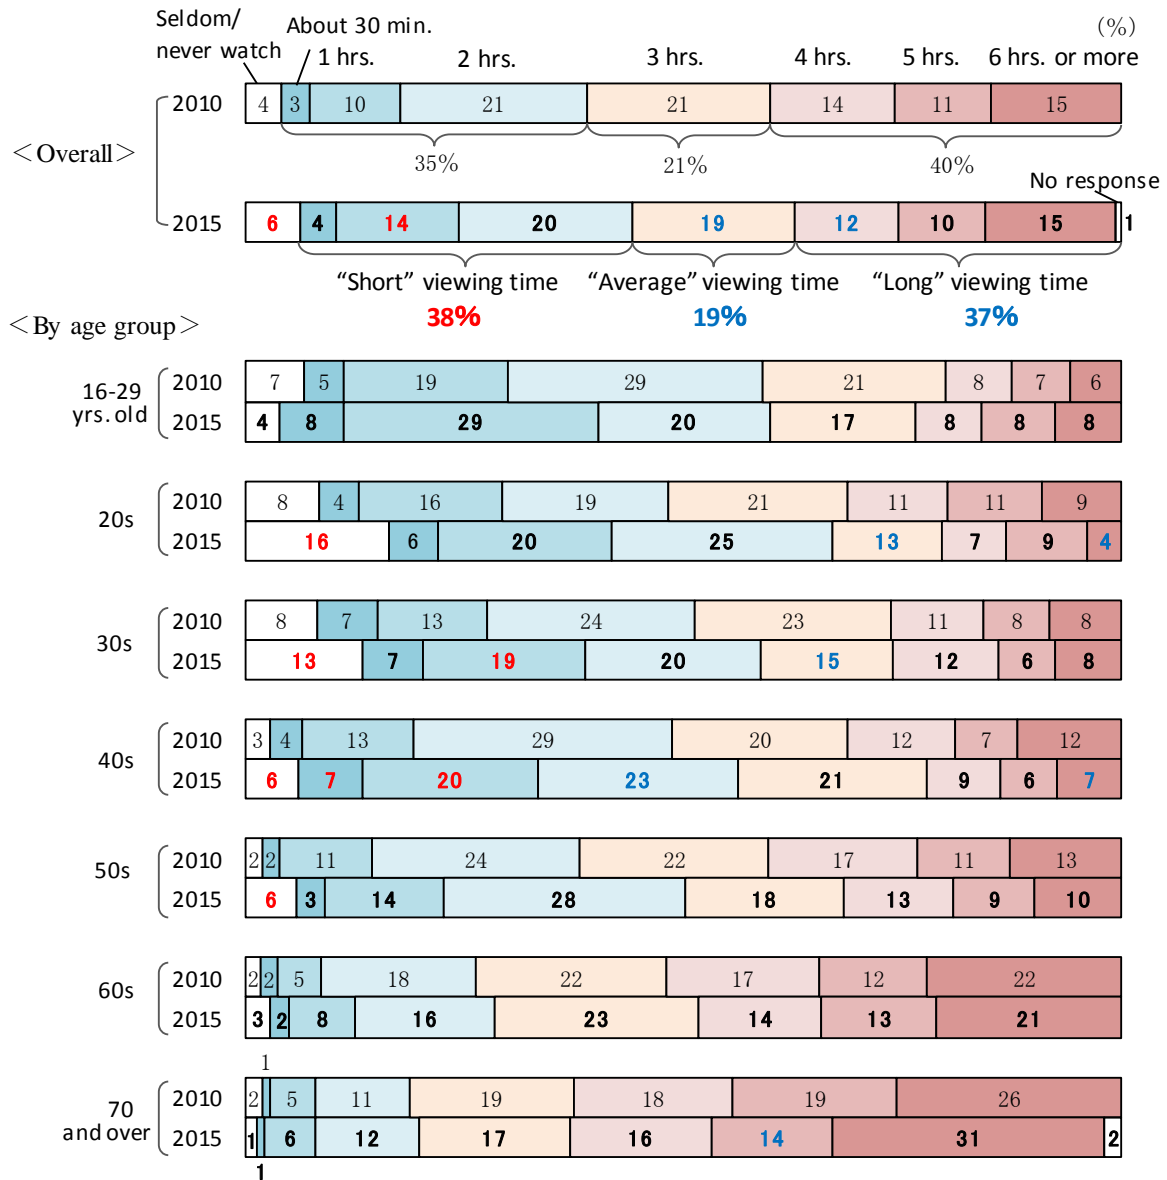 Seldom/
never watch
About 30 min.
1 hrs.
2 hrs.
3 hrs.
4 hrs.
5 hrs.
6 hrs. or more
(%)
＜Overall＞
2010
4 3 10 21 21 14 11 15
35% 21% 40%
No response
2015
6 4 14 20 19 12 10 15 1
“Short” viewing time “Average” viewing time “Long” viewing time
38% 19% 37%
＜By age group＞
16-29
yrs. old
2010 7 5 19 29 21 8 7 6
2015 4 8 29 20 17 8 8 8
20s
2010 8 4 16 19 21 11 11 9
2015 16 6 20 25 13 7 9 4
30s
2010 8 7 13 24 23 11 8 8
2015 13 7 19 20 15 12 6 8
40s
2010 3 4 13 29 20 12 7 12
2015 6 7 20 23 21 9 6 7
50s
2010 2 2 11 24 22 17 11 13
2015 6 3 14 28 18 13 9 10
60s
2010 2 2 5 18 22 17 12 22
2015 3 2 8 16 23 14 13 21
70
and over
1
2010 2 5 11 19 18 19 26
2015 1 6 12 17 16 14 31 2
1